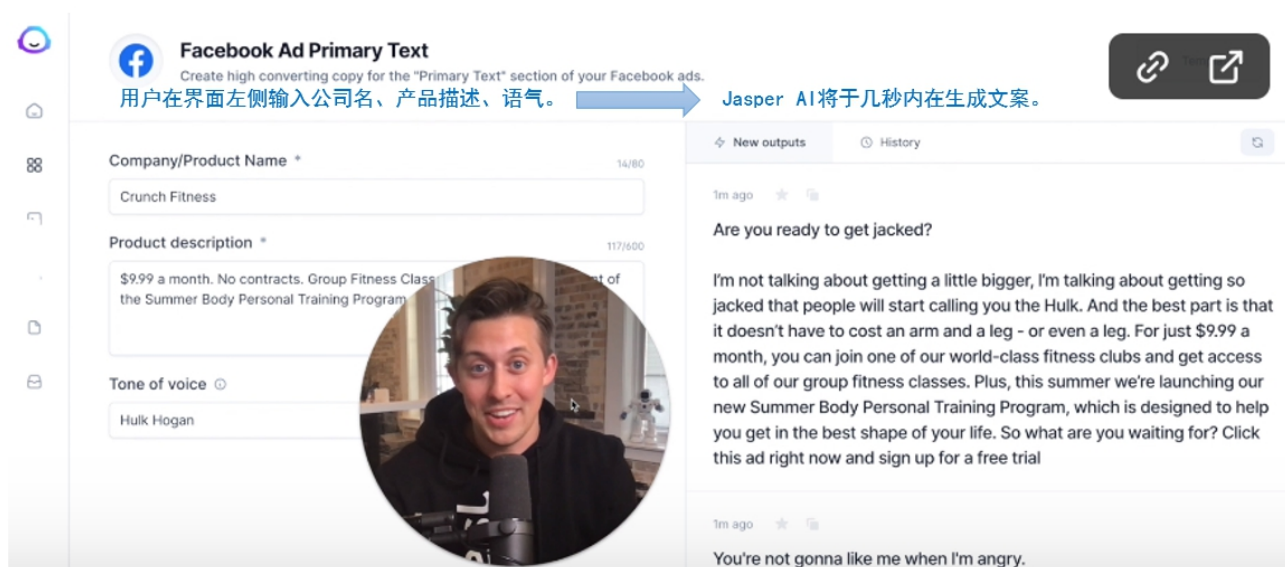 Facebook Ad Primary Text
Create high converting copy for the "Primary Text" section of your Facebook ads.
用户在界面左侧输入公司名、产品描述、语气。
Jasper AI将于几秒内在生成文案。
Company/Product Name *
14/80
Crunch Fitness
Product description *
117/600
$9.99 a month. No contracts. Group Fitness Clas
t of
the Summer Body Personal Training Program
Tone of voice
Hulk Hogan
New outputs
History
1m ago
Are you ready to get jacked?
I'm not talking about getting a little bigger, I'm talking about getting so
jacked that people will start calling you the Hulk. And the best part is that
it doesn't have to cost an arm and a leg - or even a leg. For just $9.99 a
month, you can join one of our world-class fitness clubs and get access
to all of our group fitness classes. Plus, this summer we're launching our
new Summer Body Personal Training Program, which is designed to help
you get in the best shape of your life. So what are you waiting for? Click
this ad right now and sign up for a free trial
1m ago
You're not gonna like me when I'm angry.